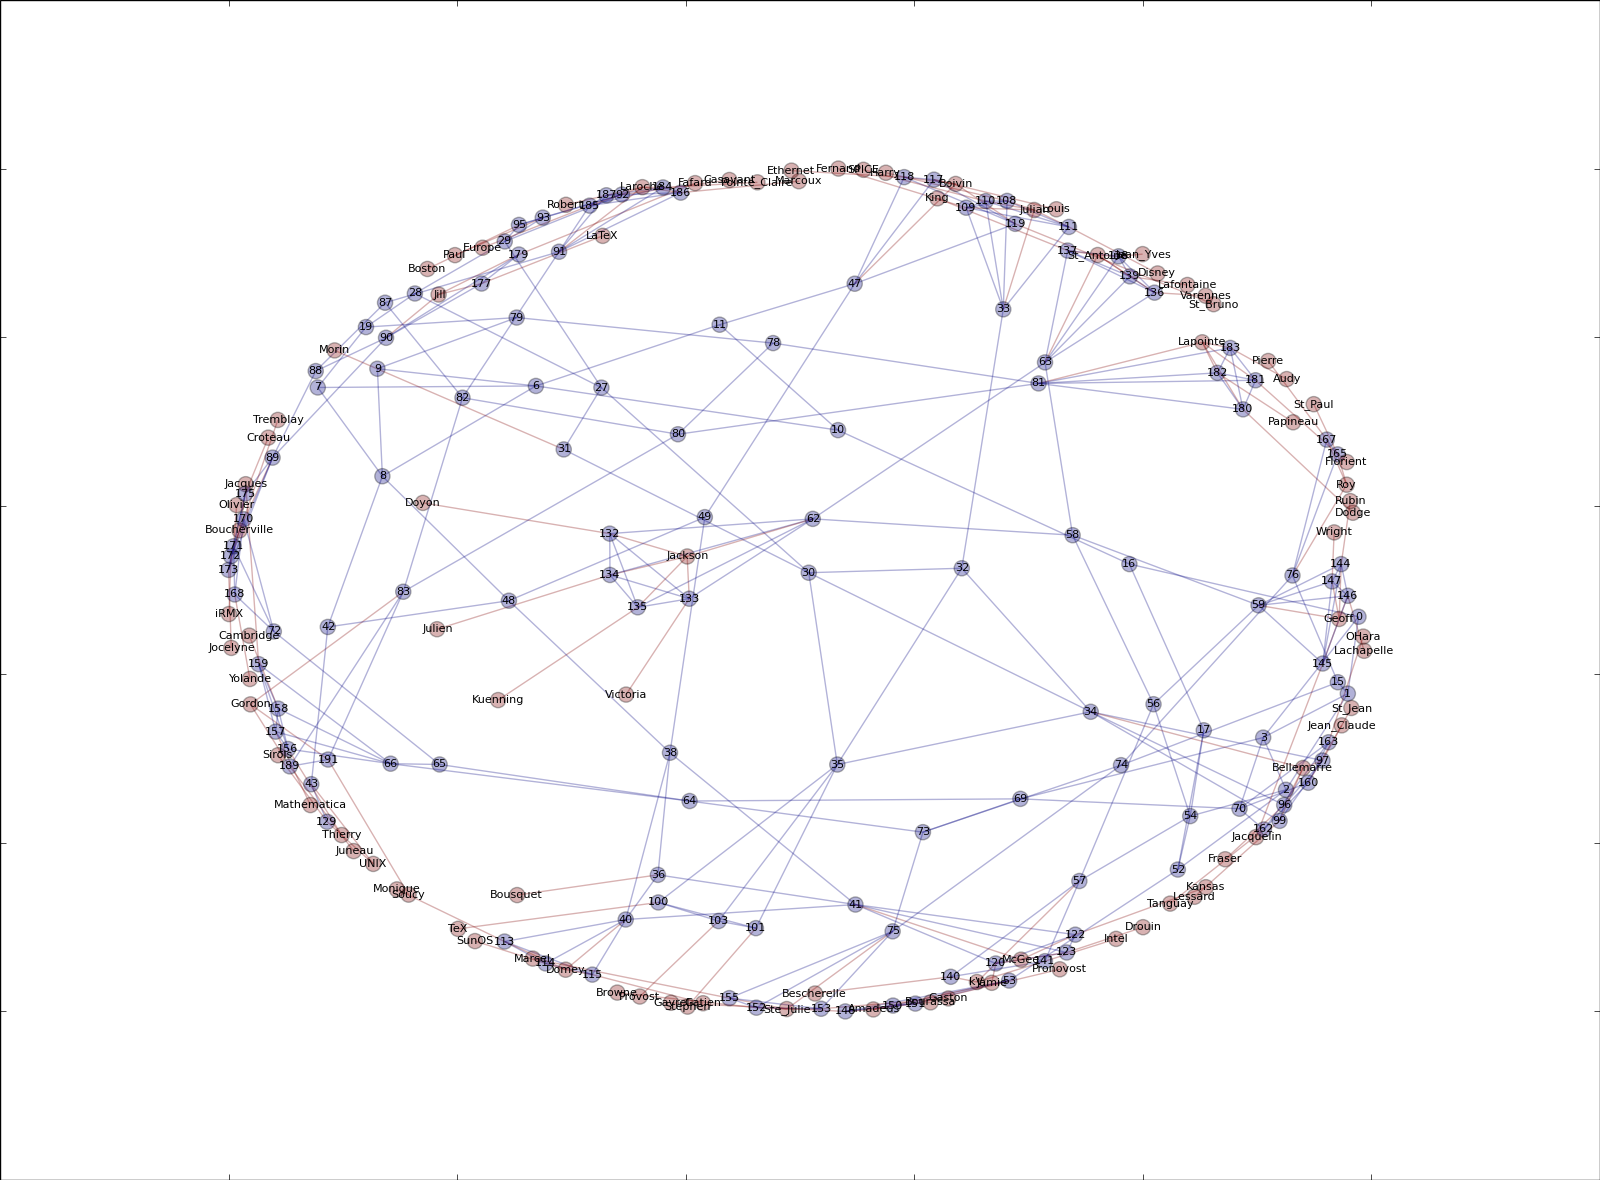 Ethernet
Fernand
SPICE
Harry
118
117
Boivin
Casavant
Pointe_Claire
Marcoux
Fafard
184
186
Laroche
187
92
185
Robert
93
95
King
109
110
108
Julian
Louis
119
111
LaTeX
29
Europe
Paul
179
91
Boston
137
St_Antoine
Jean_Yves
139
Disney
Lafontaine
136
Varennes
St_Bruno
177
28
Jill
87
47
33
19
79
11
90
78
Lapointe
183
Morin
63
Pierre
88
9
182
181
Audy
7
6
27
81
82
St_Paul
180
Papineau
Tremblay
Croteau
80
10
167
165
Florient
31
89
8
Jacques
175
Roy
Olivier
Doyon
Rubin
Dodge
170
49
62
Boucherville
132
Wright
58
171
172
Jackson
173
134
30
32
16
76
144
147
168
83
48
135
133
59
146
iRMX
0
Geoff
42
Julien
72
Cambridge
OHara
Jocelyne
Lachapelle
159
145
Yolande
15
Kuenning
Victoria
1
Gordon
158
56
34
St_Jean
157
17
Jean_Claude
3
163
156
Sirois
191
38
189
66
65
35
74
97
Bellemarre
43
160
2
Mathematica
64
69
70
96
129
54
99
Thierry
73
162
Jacquelin
Juneau
UNIX
Fraser
52
36
57
Monique
Soucy
Bousquet
Kansas
Lessard
Tanguay
100
41
40
103
101
TeX
75
Drouin
SunOS
113
122
Intel
123
Marcel
114
Domey
McGee
120
141
Pronovost
115
140
53
Jamie
Browne
Provost
Bescherelle
Gayret
Gatien
Stephen
155
152
Ste_Julie
153
Amadeus
150
151
Bourassa
Gaston